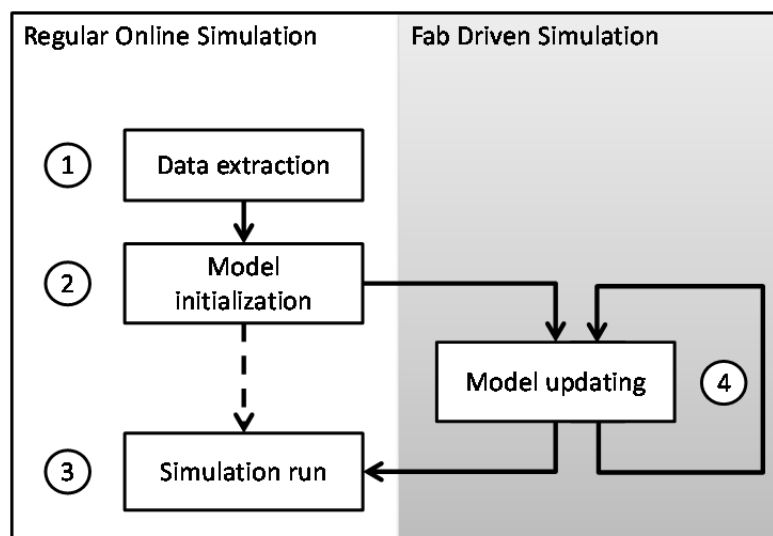 Regular Online Simulation
Fab Driven Simulation
1
Data extraction
2
Model
initialization
Model updating
4
3
Simulation run